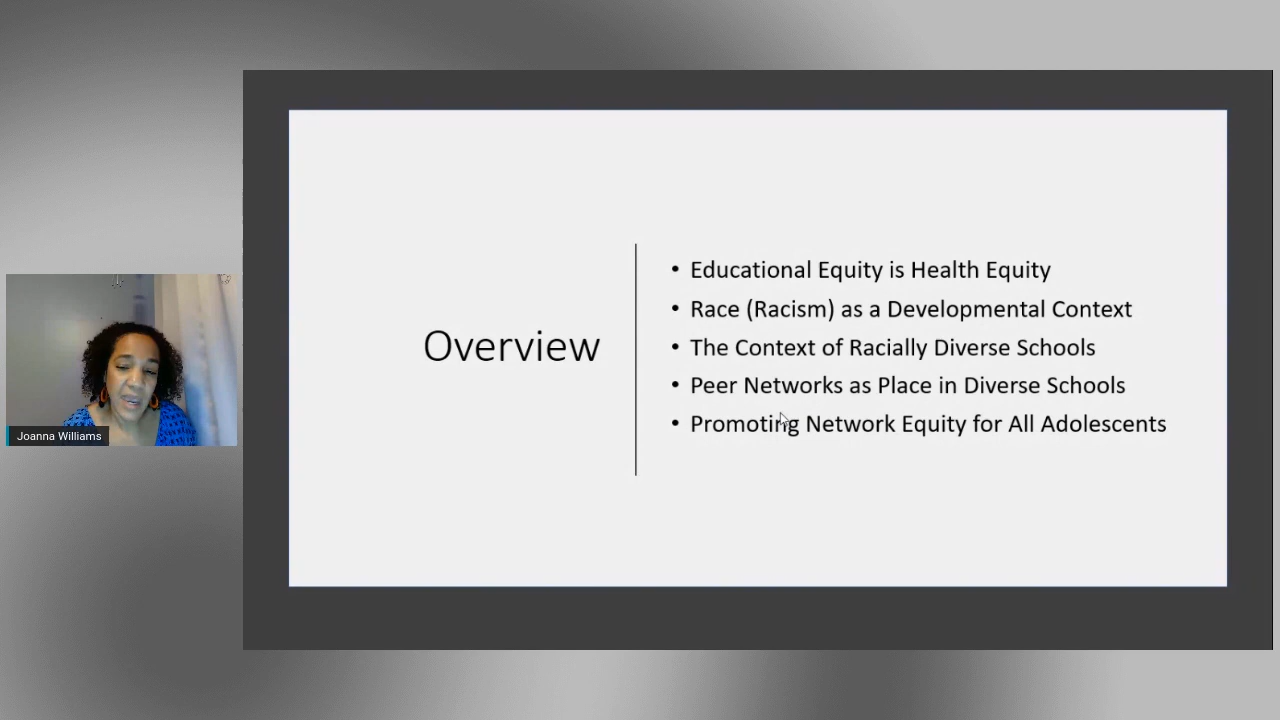 Overview
• Educational Equity is Health Equity
• Race (Racism) as a Developmental Context
• The Context of Racially Diverse Schools
• Peer Networks as Place in Diverse Schools
• Promoting Network Equity for All Adolescents
Joanna Williams